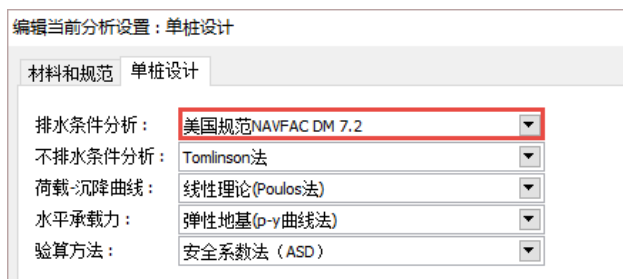 编辑当前分析设置：单桩设计
材料和规范 单桩设计
排水条件分析： 美国规范NAVFAC DM 7.2
不排水条件分析： Tomlinson法
荷载-沉降曲线： 线性理论(Poulos法)
水平承载力： 弹性地基(p-y曲线法)
验算方法： 安全系数法（ASD）